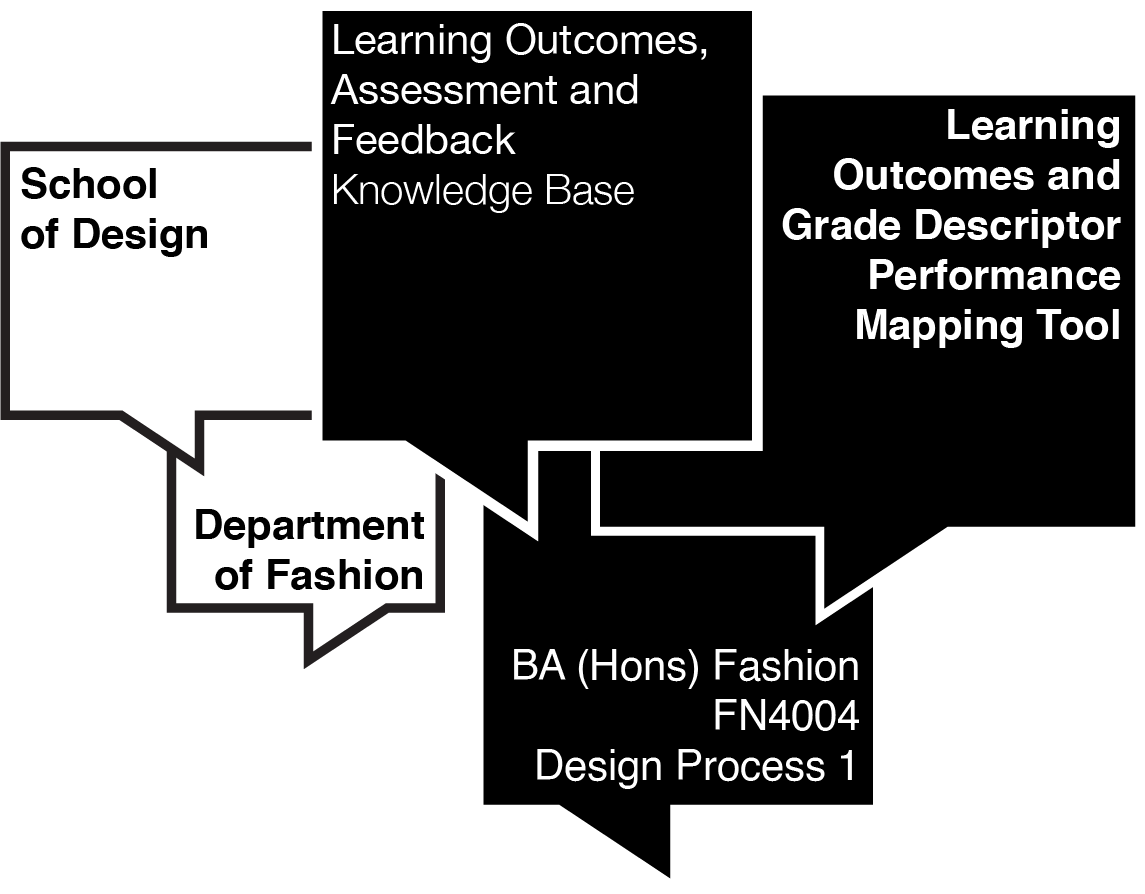 Learning Outcomes,
Assessment and
Feedback
Knowledge Base
Learning
Outcomes and
Grade Descriptor
Performance
Mapping Tool
School
of Design
Department
of Fashion
BA (Hons) Fashion
FN4004
Design Process 1